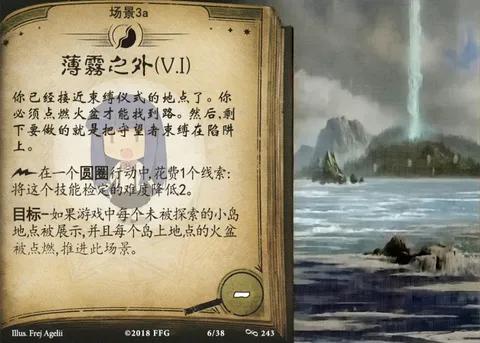 场景3a
薄霧之外(V.I)
你已经接近束缚仪式的地点了。你
必须点燃火盆才能找到路。然后,剩
下要做的就是把守望者束缚在陷阱
上。
在一个圆圈行动中,花费1个线索:
将这个技能检定的难度降低2。
目标–如果游戏中每个未被探索的小岛
地点被展示,并且每个岛上地点的火盆
被点燃,推进此场景。
–
Illus. Frej Agelii
©2018 FFG
6/38
243